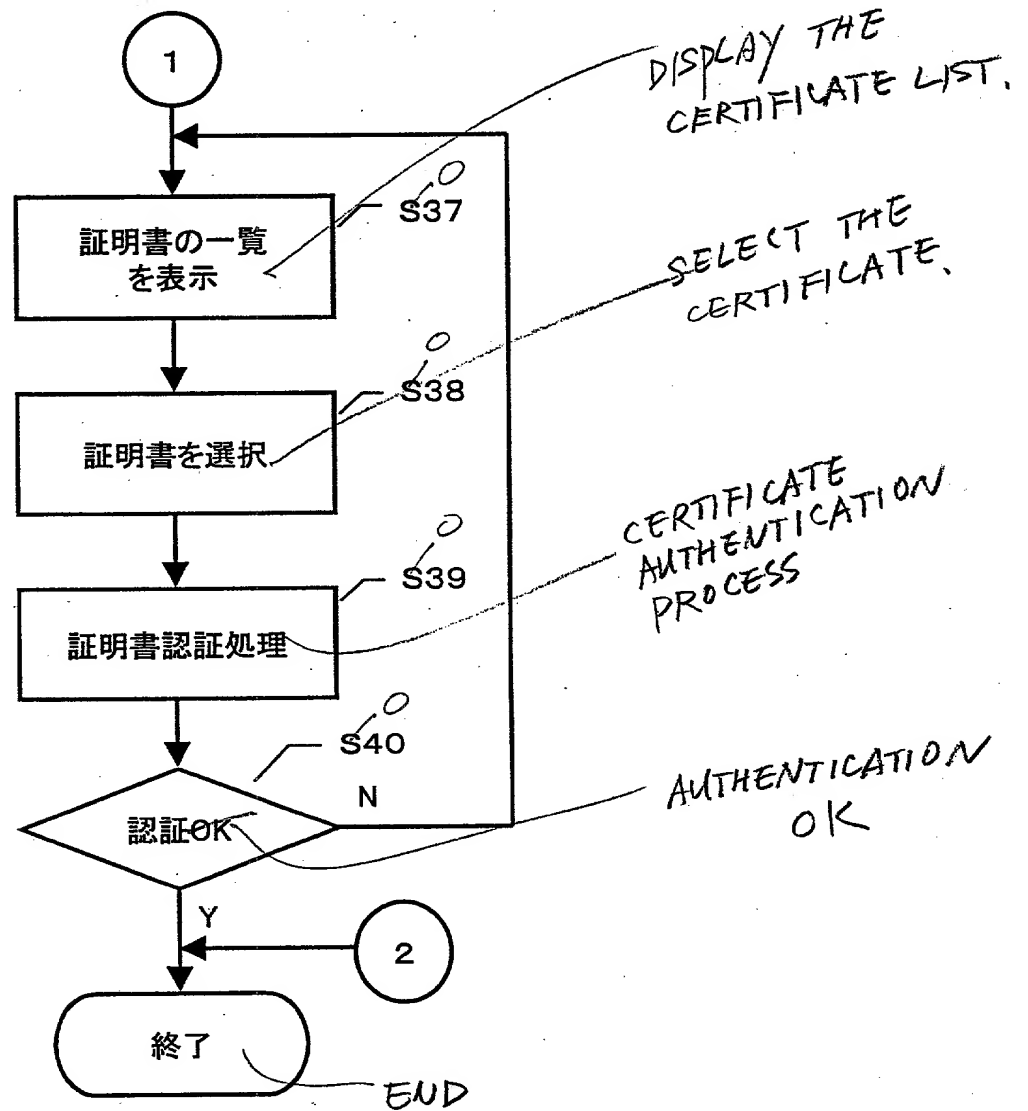 1
DISPLAY THE
CERTIFICATE LIST.
S37
証明書の一覧
を表示
SELECT THE
CERTIFICATE.
S38
証明書を選択
CERTIFICATE
AUTHENTICATION
PROCESS
S39
証明書認証処理
S40
AUTHENTICATION
OK
N
認証OK
Y
2
終了
END